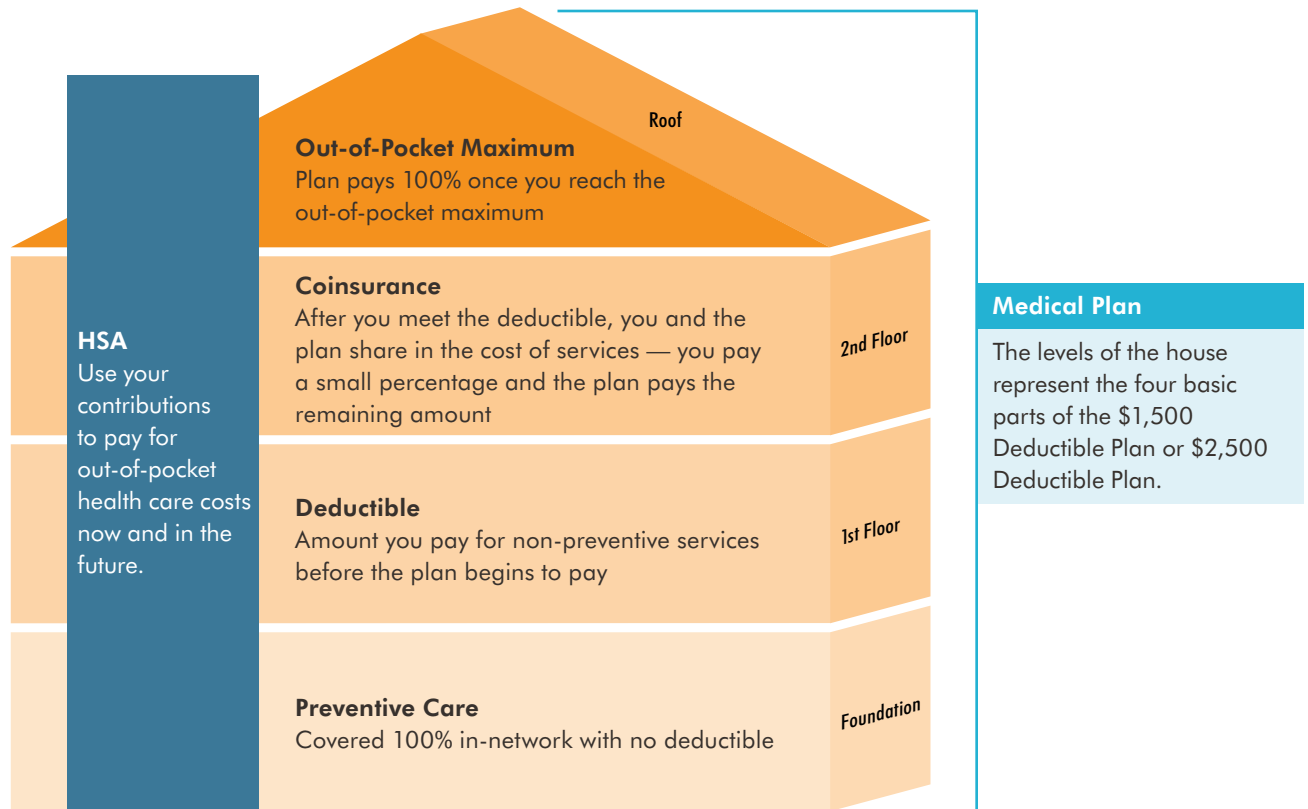 Roof
Out-of-Pocket Maximum
Plan pays 100% once you reach the
out-of-pocket maximum
Coinsurance
After you meet the deductible, you and the
plan share in the cost of services — you pay
a small percentage and the plan pays the
remaining amount
2nd Floor
HSA
Use your
contributions
to pay for
out-of-pocket
health care costs
now and in the
future.
Deductible
Amount you pay for non-preventive services
before the plan begins to pay
1st Floor
Preventive Care
Covered 100% in-network with no deductible
Foundation
Medical Plan
The levels of the house
represent the four basic
parts of the $1,500
Deductible Plan or $2,500
Deductible Plan.